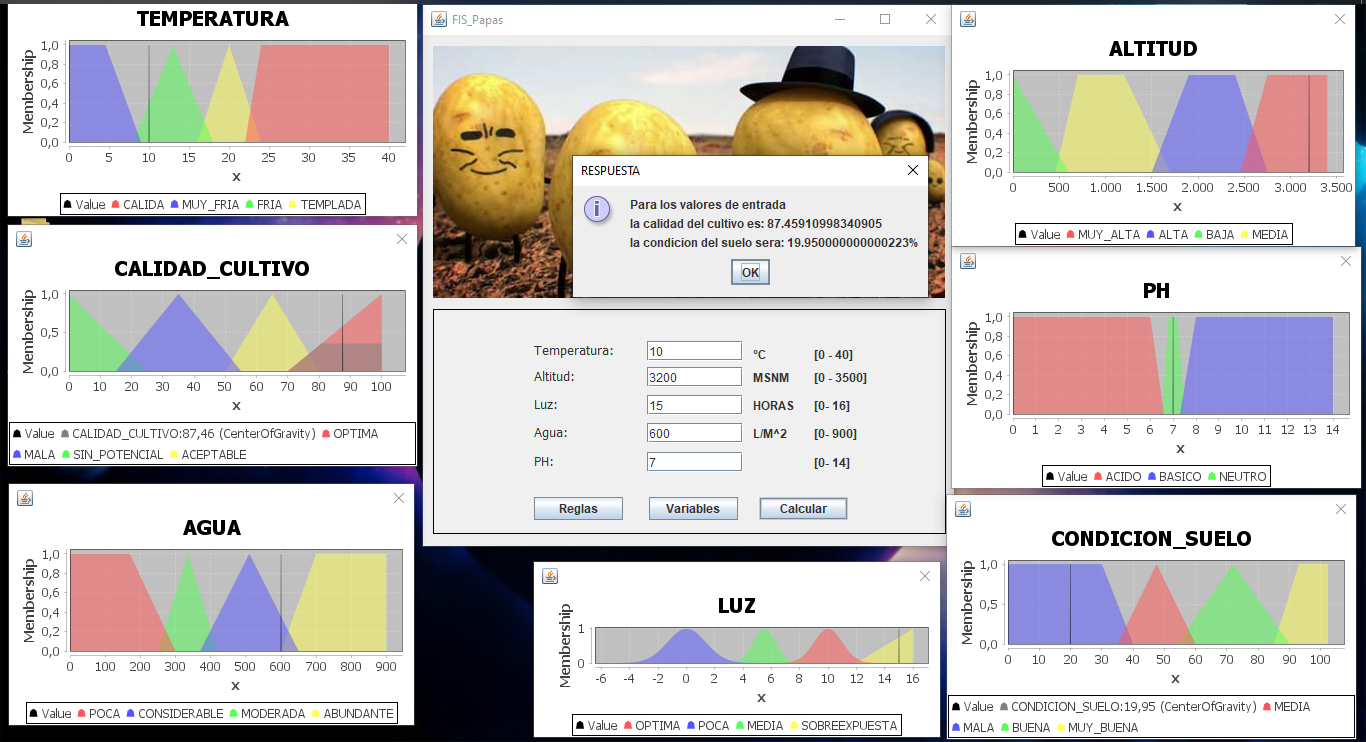 TEMPERATURA
Membership
1,0
0,8
0,6
0,4
0,2
0,0
0 5 10 15 20 25 30 35 40
x
Value CALIDA MUY_FRIA FRIA TEMPLADA
CALIDAD_CULTIVO
Membership
1,0
0,5
0,0
0 10 20 30 40 50 60 70 80 90 100
x
Value CALIDAD_CULTIVO:87,46 (CenterOfGravity) OPTIMA
MALA SIN_POTENCIAL ACEPTABLE
AGUA
Membership
1,0
0,8
0,6
0,4
0,2
0,0
0 100 200 300 400 500 600 700 800 900
x
Value POCA CONSIDERABLE MODERADA ABUNDANTE
FIS_Papas
RESPUESTA
Para los valores de entrada
la calidad del cultivo es: 87.45910998340905
la condicion del suelo sera: 19.950000000000223%
OK
Temperatura: 10 °C [0 - 40]
Altitud: 3200 MSNM [0 - 3500]
Luz: 15 HORAS [0- 16]
Agua: 600 L/M^2 [0- 900]
PH: 7 [0- 14]
Reglas Variables Calcular
LUZ
Membership
1
0
-6 -4 -2 0 2 4 6 8 10 12 14 16
x
Value OPTIMA POCA MEDIA SOBREEXPUESTA
ALTITUD
Membership
1,0
0,8
0,6
0,4
0,2
0,0
0 500 1.000 1.500 2.000 2.500 3.000 3.500
x
Value MUY_ALTA ALTA BAJA MEDIA
PH
Membership
1,0
0,8
0,6
0,4
0,2
0,0
0 1 2 3 4 5 6 7 8 9 10 11 12 13 14
x
Value ACIDO BASICO NEUTRO
CONDICION_SUELO
Membership
1,0
0,5
0,0
0 10 20 30 40 50 60 70 80 90 100
x
Value CONDICION_SUELO:19,95 (CenterOfGravity) MEDIA
MALA BUENA MUY_BUENA